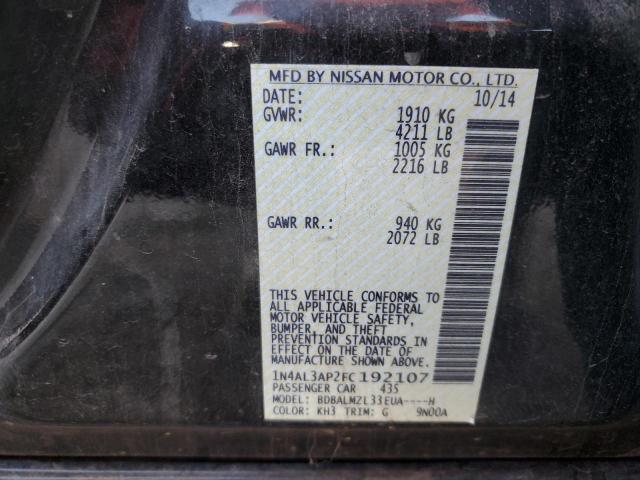 MFD BY NISSAN MOTOR CO., LTD.
DATE: 10/14
GVWR: 1910 KG
4211 LB
GAWR FR.: 1005 KG
2216 LB
GAWR RR.: 940 KG
2072 LB
THIS VEHICLE CONFORMS TO
ALL APPLICABLE FEDERAL
MOTOR VEHICLE SAFETY,
BUMPER, AND THEFT
PREVENTION STANDARDS IN
EFFECT ON THE DATE OF
MANUFACTURE SHOWN ABOVE.
1N4AL3AP2FC192107
PASSENGER CAR 435
MODEL: BDBALMZL33EUA----H
COLOR: KH3 TRIM: G 9N00A